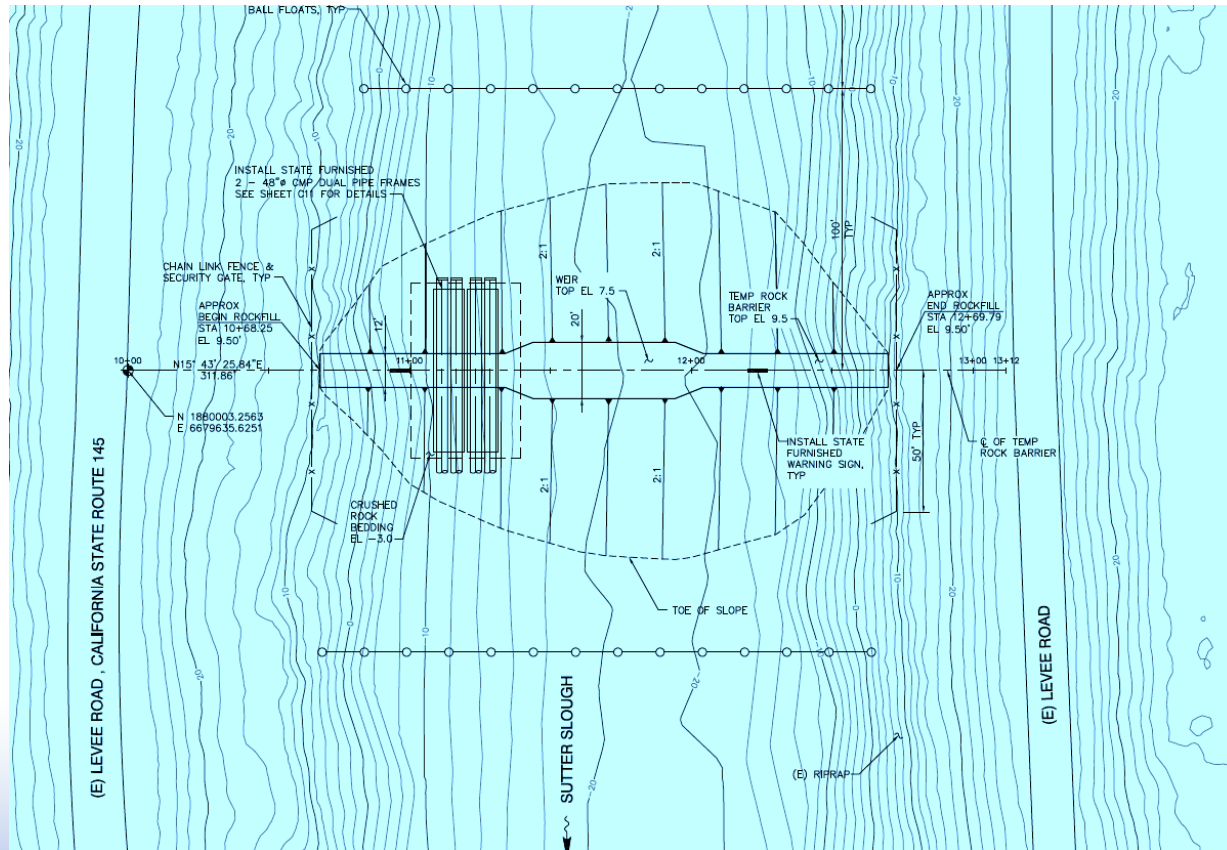 BALL FLOATS, TYP
INSTALL STATE FURNISHED
2 - 48"ø CMP DUAL PIPE FRAMES
SEE SHEET C11 FOR DETAILS
CHAIN LINK FENCE &
SECURITY GATE, TYP
APPROX
BEGIN ROCKFILL
STA 10+68.25
EL 9.50'
10+00
N15° 43' 25.84"E
311.86'
N 1880003.2563
E 6679635.6251
12'
11+00
2:1
2:1
WEIR
TOP EL 7.5
20'
TEMP ROCK
BARRIER
TOP EL 9.5
100'
TYP
APPROX
END ROCKFILL
STA 12+69.79
EL 9.50'
12+00
13+00
13+12
2:1
2:1
CRUSHED
ROCK
BEDDING
EL -3.0
INSTALL STATE
FURNISHED
WARNING SIGN,
TYP
50' TYP
℄ OF TEMP
ROCK BARRIER
TOE OF SLOPE
(E) RIPRAP
SUTTER SLOUGH
(E) LEVEE ROAD , CALIFORNIA STATE ROUTE 145
(E) LEVEE ROAD